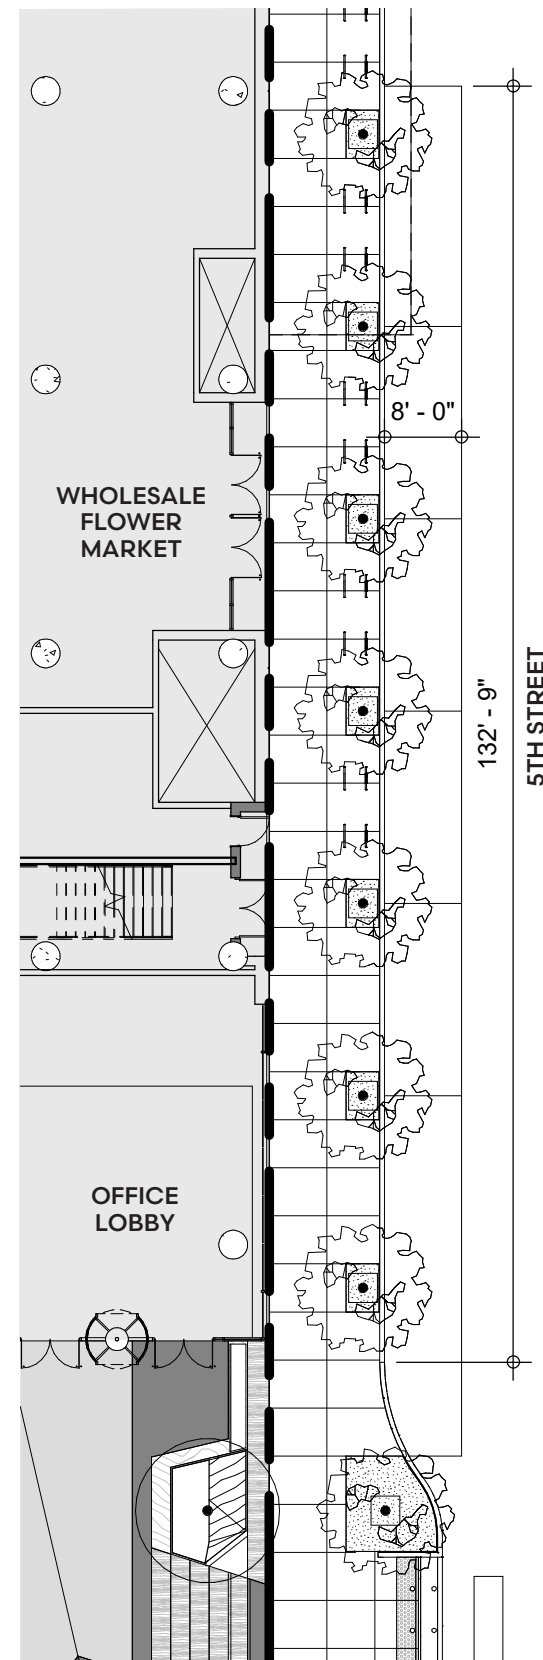 8' - 0"
WHOLESALE
FLOWER
MARKET
132' - 9"
5TH STREET
OFFICE
LOBBY